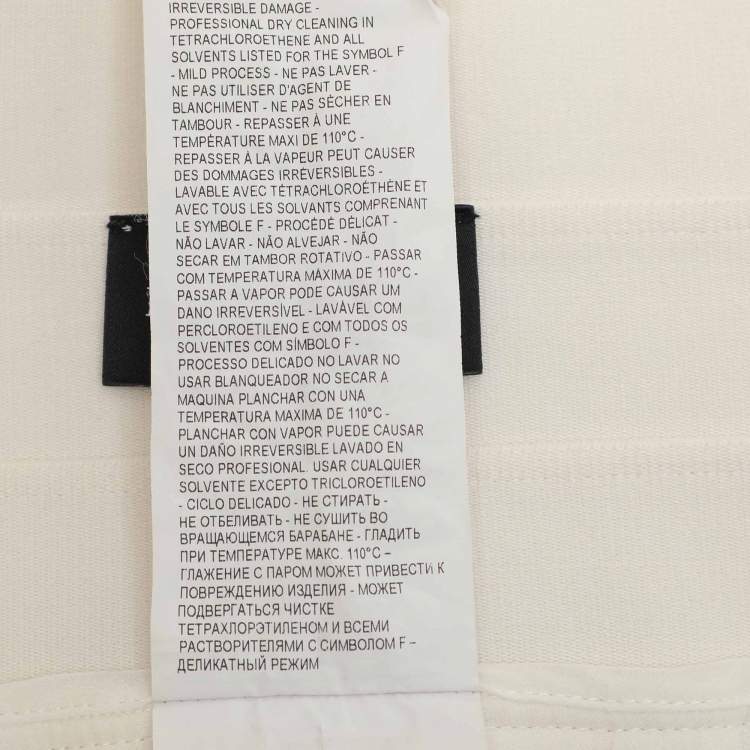 IRREVERSIBLE DAMAGE -
PROFESSIONAL DRY CLEANING IN
TETRACHLOROETHENE AND ALL
SOLVENTS LISTED FOR THE SYMBOL F
- MILD PROCESS - NE PAS LAVER -
NE PAS UTILISER D'AGENT DE
BLANCHIMENT - NE PAS SÉCHER EN
TAMBOUR - REPASSER À UNE
TEMPÉRATURE MAXI DE 110°C -
REPASSER À LA VAPEUR PEUT CAUSER
DES DOMMAGES IRRÉVERSIBLES -
LAVABLE AVEC TÉTRACHLOROÉTHÈNE ET
AVEC TOUS LES SOLVANTS COMPRENANT
LE SYMBOLE F - PROCÉDÉ DÉLICAT -
NÃO LAVAR - NÃO ALVEJAR - NÃO
SECAR EM TAMBOR ROTATIVO - PASSAR
COM TEMPERATURA MÁXIMA DE 110°C -
PASSAR A VAPOR PODE CAUSAR UM
DANO IRREVERSÍVEL - LAVÁVEL COM
PERCLOROETILENO E COM TODOS OS
SOLVENTES COM SÍMBOLO F -
PROCESSO DELICADO NO LAVAR NO
USAR BLANQUEADOR NO SECAR A
MAQUINA PLANCHAR CON UNA
TEMPERATURA MAXIMA DE 110°C -
PLANCHAR CON VAPOR PUEDE CAUSAR
UN DAÑO IRREVERSIBLE LAVADO EN
SECO PROFESIONAL. USAR CUALQUIER
SOLVENTE EXCEPTO TRICLOROETILENO
- CICLO DELICADO - НЕ СТИРАТЬ -
НЕ ОТБЕЛИВАТЬ - НЕ СУШИТЬ ВО
ВРАЩАЮЩЕМСЯ БАРАБАНЕ - ГЛАДИТЬ
ПРИ ТЕМПЕРАТУРЕ МАКС. 110°C –
ГЛАЖЕНИЕ С ПАРОМ МОЖЕТ ПРИВЕСТИ К
ПОВРЕЖДЕНИЮ ИЗДЕЛИЯ - МОЖЕТ
ПОДВЕРГАТЬСЯ ЧИСТКЕ
ТЕТРАХЛОРЭТИЛЕНОМ И ВСЕМИ
РАСТВОРИТЕЛЯМИ С СИМВОЛОМ F –
ДЕЛИКАТНЫЙ РЕЖИМ